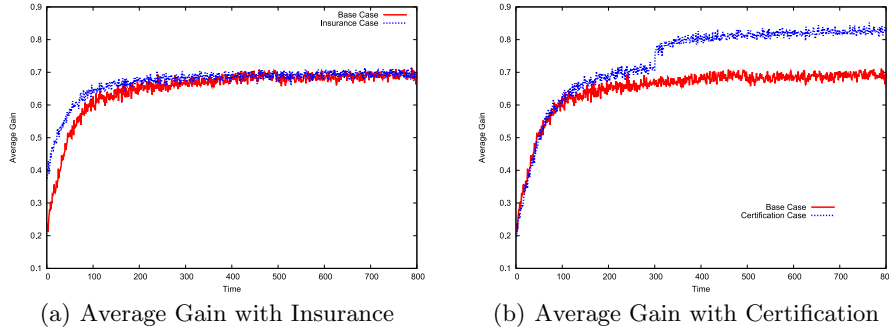 0.9
0.8
0.7
0.6
0.5
0.4
0.3
0.2
0.1
Average Gain
Base Case
Insurance Case
0 100 200 300 400 500 600 700 800
Time
(a) Average Gain with Insurance
0.9
0.8
0.7
0.6
0.5
0.4
0.3
0.2
0.1
Average Gain
Base Case
Certification Case
0 100 200 300 400 500 600 700 80
Time
(b) Average Gain with Certification